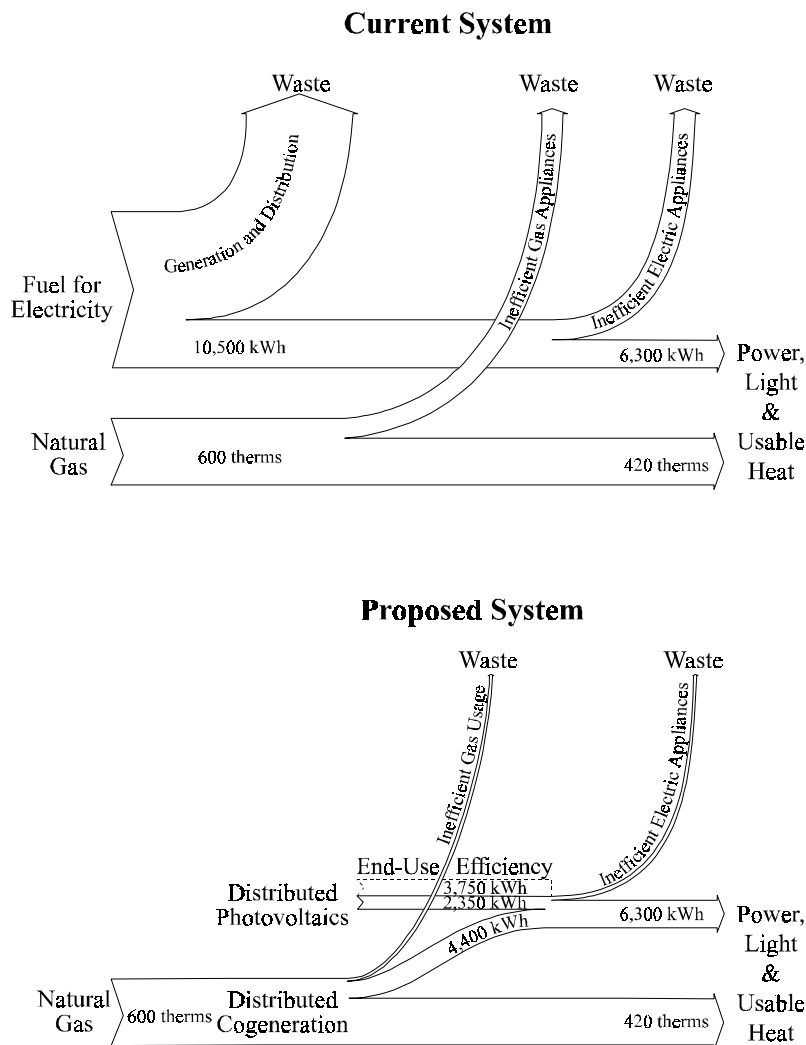 Current System
Waste
Waste
Waste
Generation and Distribution
Inefficient Gas Appliances
Inefficient Electric Appliances
Fuel for
Electricity
10,500 kWh
6,300 kWh
Power,
Light
&
Usable
Heat
Natural
Gas
600 therms
420 therms
Proposed System
Waste
Waste
Inefficient Gas Usage
Inefficient Electric Appliances
End-Use Efficiency
3,750 kWh
Distributed
Photovoltaics
2,350 kWh
4,400 kWh
6,300 kWh
Power,
Light
&
Usable
Heat
Natural
Gas
600 therms
Distributed
Cogeneration
420 therms